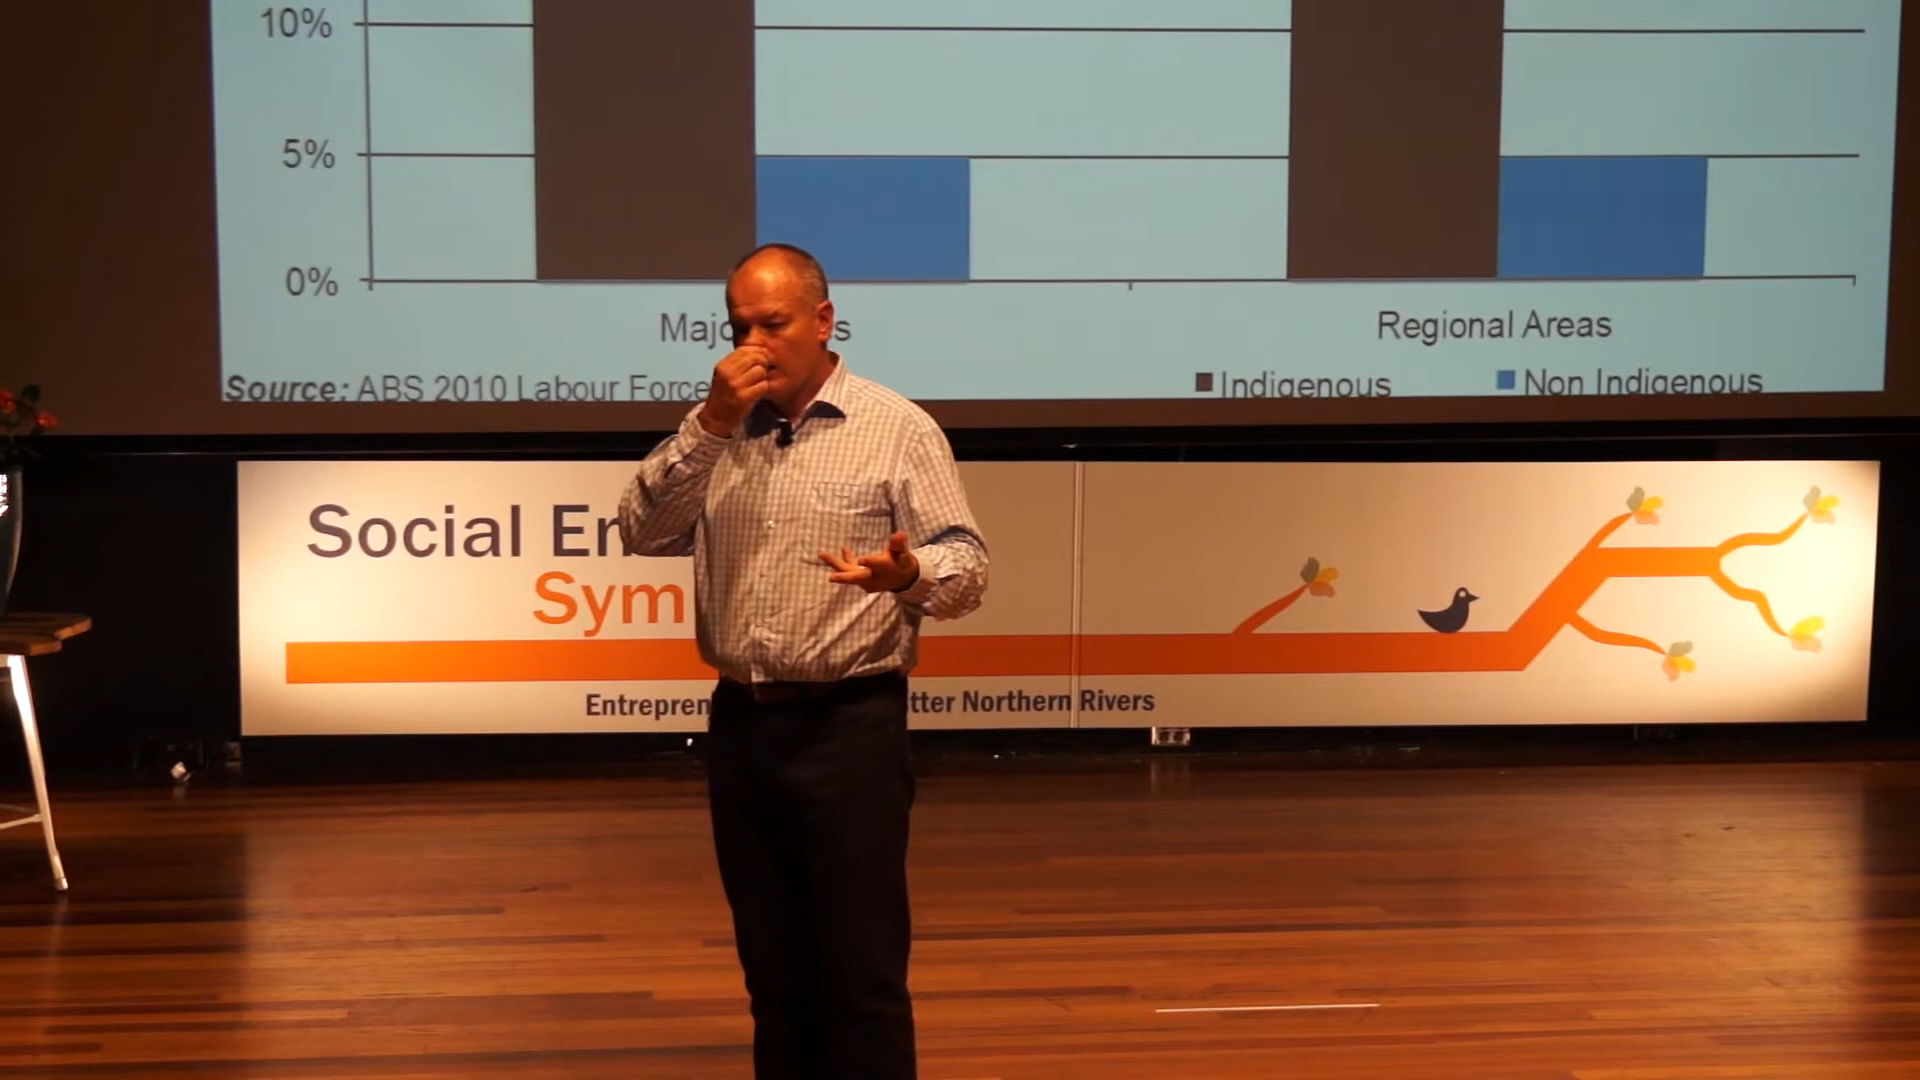 10%
5%
0%
Majo s
Regional Areas
Source: ABS 2010 Labour Force
Indigenous
Non Indigenous
Social En
Sym
Entrepren tter Northern Rivers